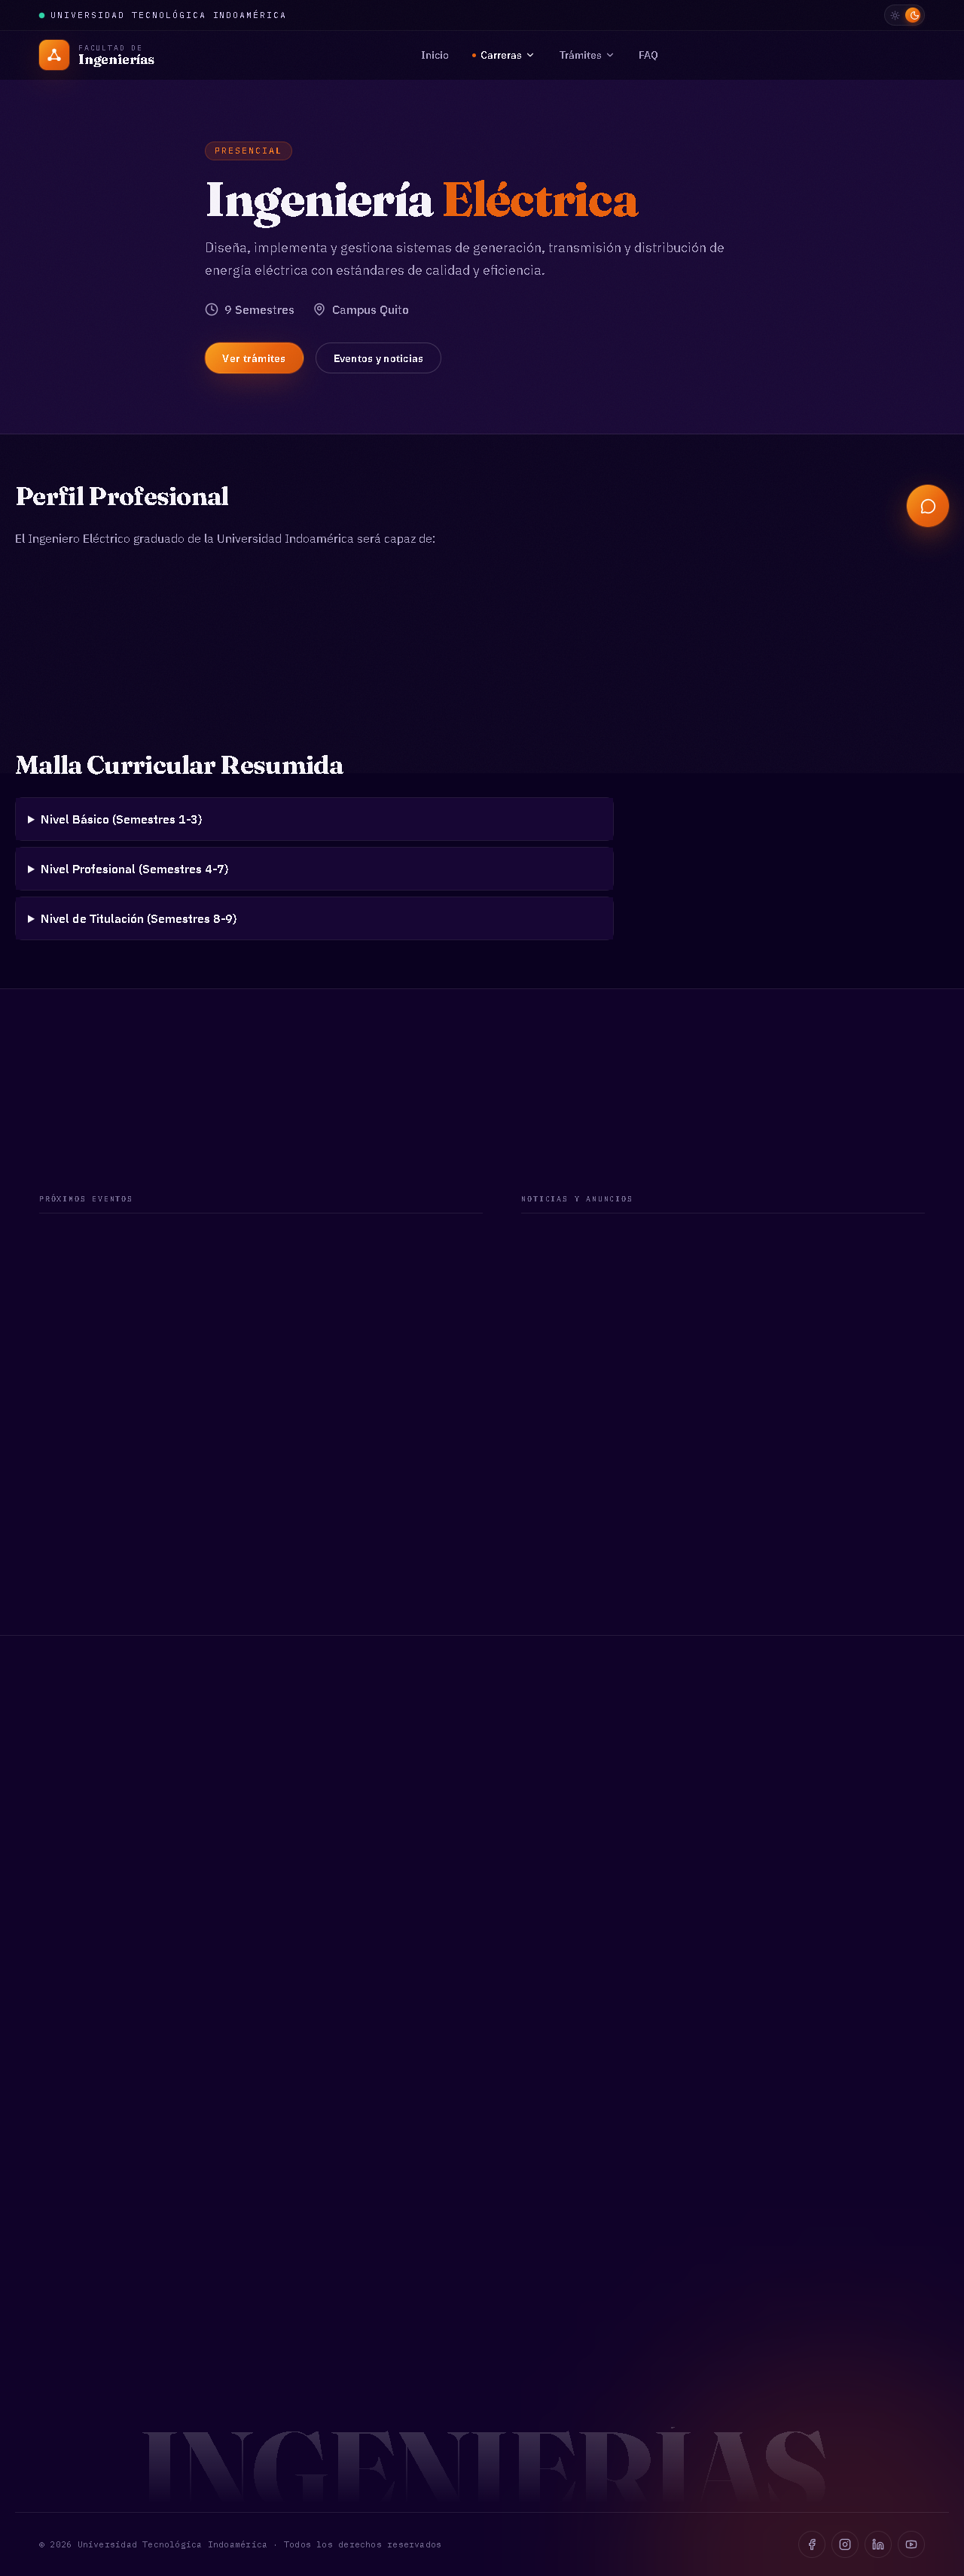 UNIVERSIDAD TECNOLÓGICA INDOAMÉRICA
FACULTAD DE
Ingenierías
Inicio
Carreras
Trámites
FAQ
PRESENCIAL
Ingeniería Eléctrica
Diseña, implementa y gestiona sistemas de generación, transmisión y distribución de
energía eléctrica con estándares de calidad y eficiencia.
9 Semestres
Campus Quito
Ver trámites
Eventos y noticias
Perfil Profesional
El Ingeniero Eléctrico graduado de la Universidad Indoamérica será capaz de:
Malla Curricular Resumida
Nivel Básico (Semestres 1-3)
Nivel Profesional (Semestres 4-7)
Nivel de Titulación (Semestres 8-9)
PRÓXIMOS EVENTOS
NOTICIAS Y ANUNCIOS
INGENIERÍAS
© 2026 Universidad Tecnológica Indoamérica · Todos los derechos reservados